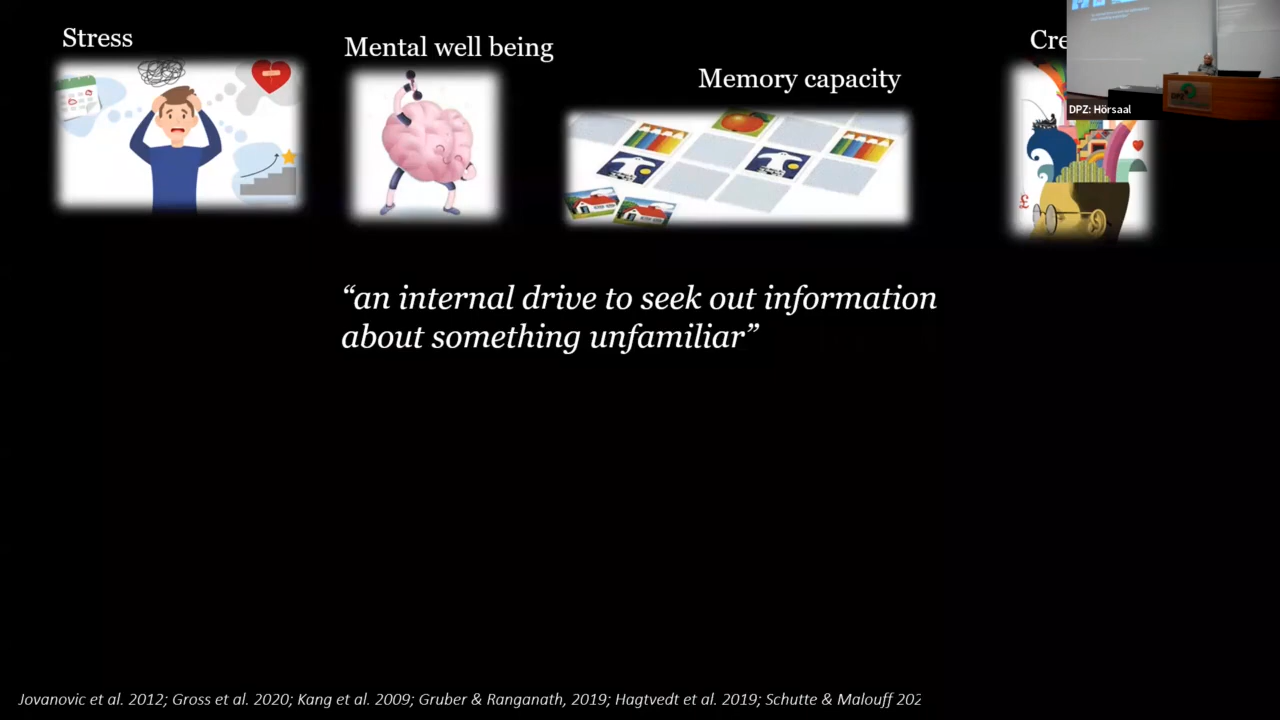 Stress
Mental well being
Memory capacity
Cre
DPZ: Hörsaal
£
“an internal drive to seek out information
about something unfamiliar”
Jovanovic et al. 2012; Gross et al. 2020; Kang et al. 2009; Gruber & Ranganath, 2019; Hagtvedt et al. 2019; Schutte & Malouff 202